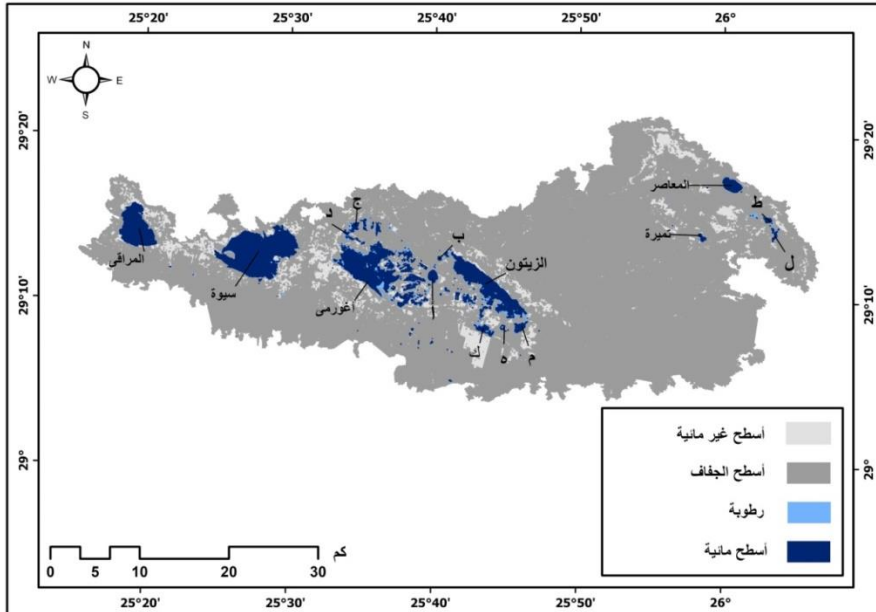 25°20' 25°30' 25°40' 25°50' 26°
N
W E
S
29°20' 29°20'
المعاصر
ج
د
ط
ب
تميرة
ل
المراقى
الزيتون
سيوة
29°10' 29°10'
اغورمى
ك
ه
م
أسطح غير مائية
أسطح الجفاف
29° 29°
رطوبة
أسطح مائية
كم
0 5 10 20 30
25°20' 25°30' 25°40' 25°50' 26°